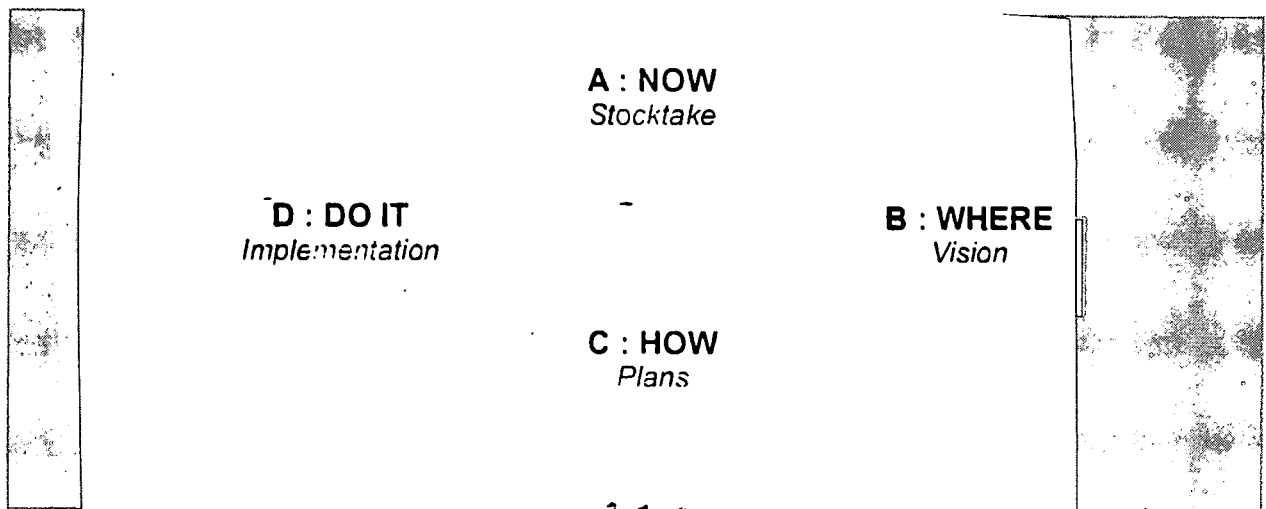 A : NOW
Stocktake
D : DO IT
Implementation
B : WHERE
Vision
C : HOW
Plans